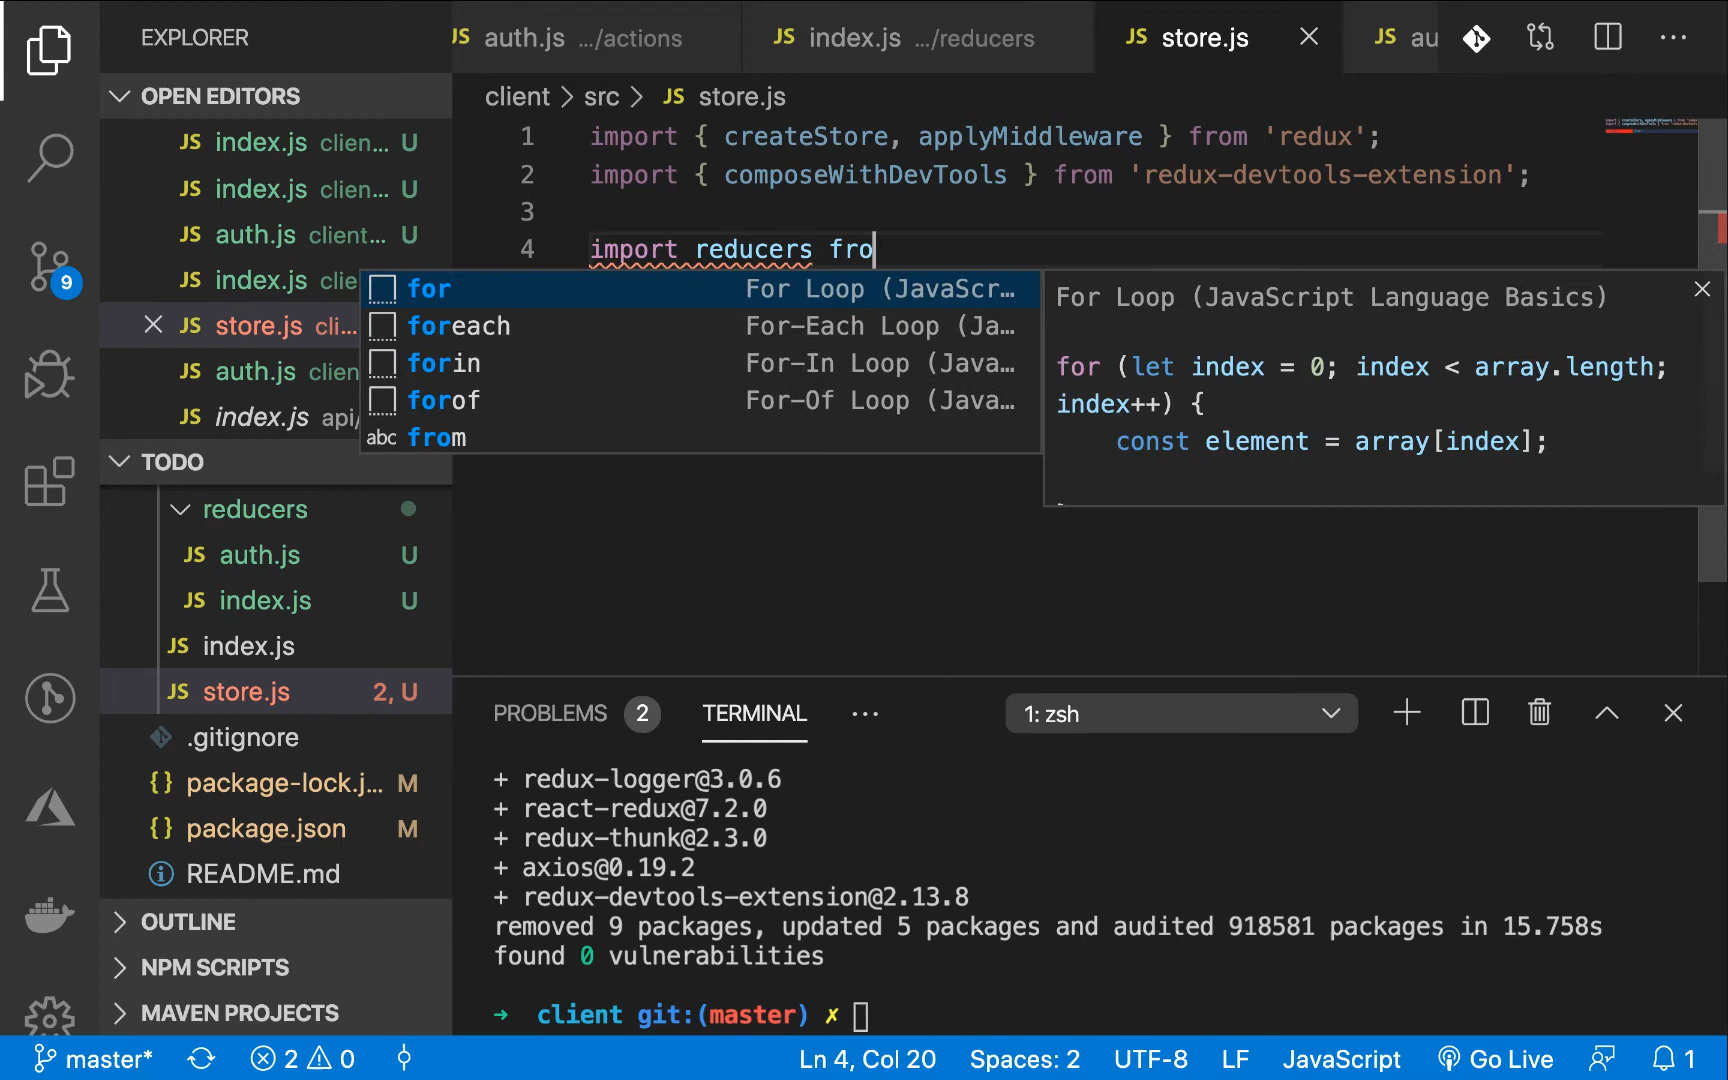 EXPLORER
OPEN EDITORS
JS index.js clien... U
JS index.js clien... U
JS auth.js client... U
JS index.js clie
JS store.js cli...
JS auth.js clien
JS index.js api/
TODO
reducers
JS auth.js U
JS index.js U
JS index.js
JS store.js 2, U
.gitignore
{} package-lock.j... M
{} package.json M
README.md
OUTLINE
NPM SCRIPTS
MAVEN PROJECTS
9
JS auth.js .../actions
JS index.js .../reducers
JS store.js
JS au
client > src > JS store.js
1 import { createStore, applyMiddleware } from 'redux';
2 import { composeWithDevTools } from 'redux-devtools-extension';
3
4 import reducers fro
for For Loop (JavaScr...
foreach For-Each Loop (Ja...
forin For-In Loop (Java...
forof For-Of Loop (Java...
abc from
For Loop (JavaScript Language Basics)
for (let index = 0; index < array.length;
index++) {
const element = array[index];
PROBLEMS 2 TERMINAL ... 1: zsh
+ redux-logger@3.0.6
+ react-redux@7.2.0
+ redux-thunk@2.3.0
+ axios@0.19.2
+ redux-devtools-extension@2.13.8
removed 9 packages, updated 5 packages and audited 918581 packages in 15.758s
found 0 vulnerabilities
→ client git:(master) ✗
master* 2 0 Ln 4, Col 20 Spaces: 2 UTF-8 LF JavaScript Go Live 1